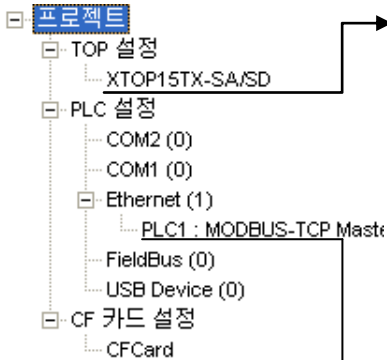 프로젝트
TOP 설정
XTOP15TX-SA/SD
PLC 설정
COM2 (0)
COM1 (0)
Ethernet (1)
PLC1 : MODBUS-TCP Maste
FieldBus (0)
USB Device (0)
CF 카드 설정
CFCard